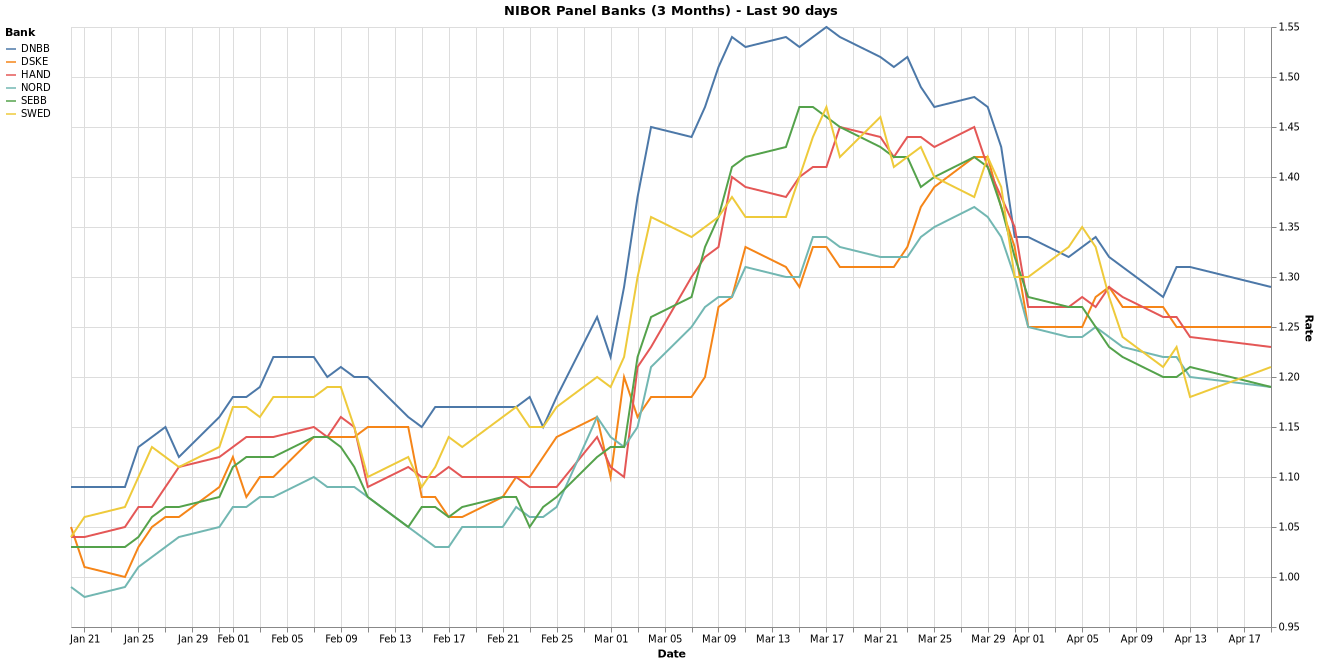 NIBOR Panel Banks (3 Months) - Last 90 days
Bank
DNBB
DSKE
HAND
NORD
SEBB
SWED
1.55
1.50
1.45
1.40
1.35
1.30
1.25
1.20
1.15
1.10
1.05
1.00
0.95
Rate
Jan 21 Jan 25 Jan 29 Feb 01 Feb 05 Feb 09 Feb 13 Feb 17 Feb 21 Feb 25 Mar 01 Mar 05 Mar 09 Mar 13 Mar 17 Mar 21 Mar 25 Mar 29 Apr 01 Apr 05 Apr 09 Apr 13 Apr 17
Date